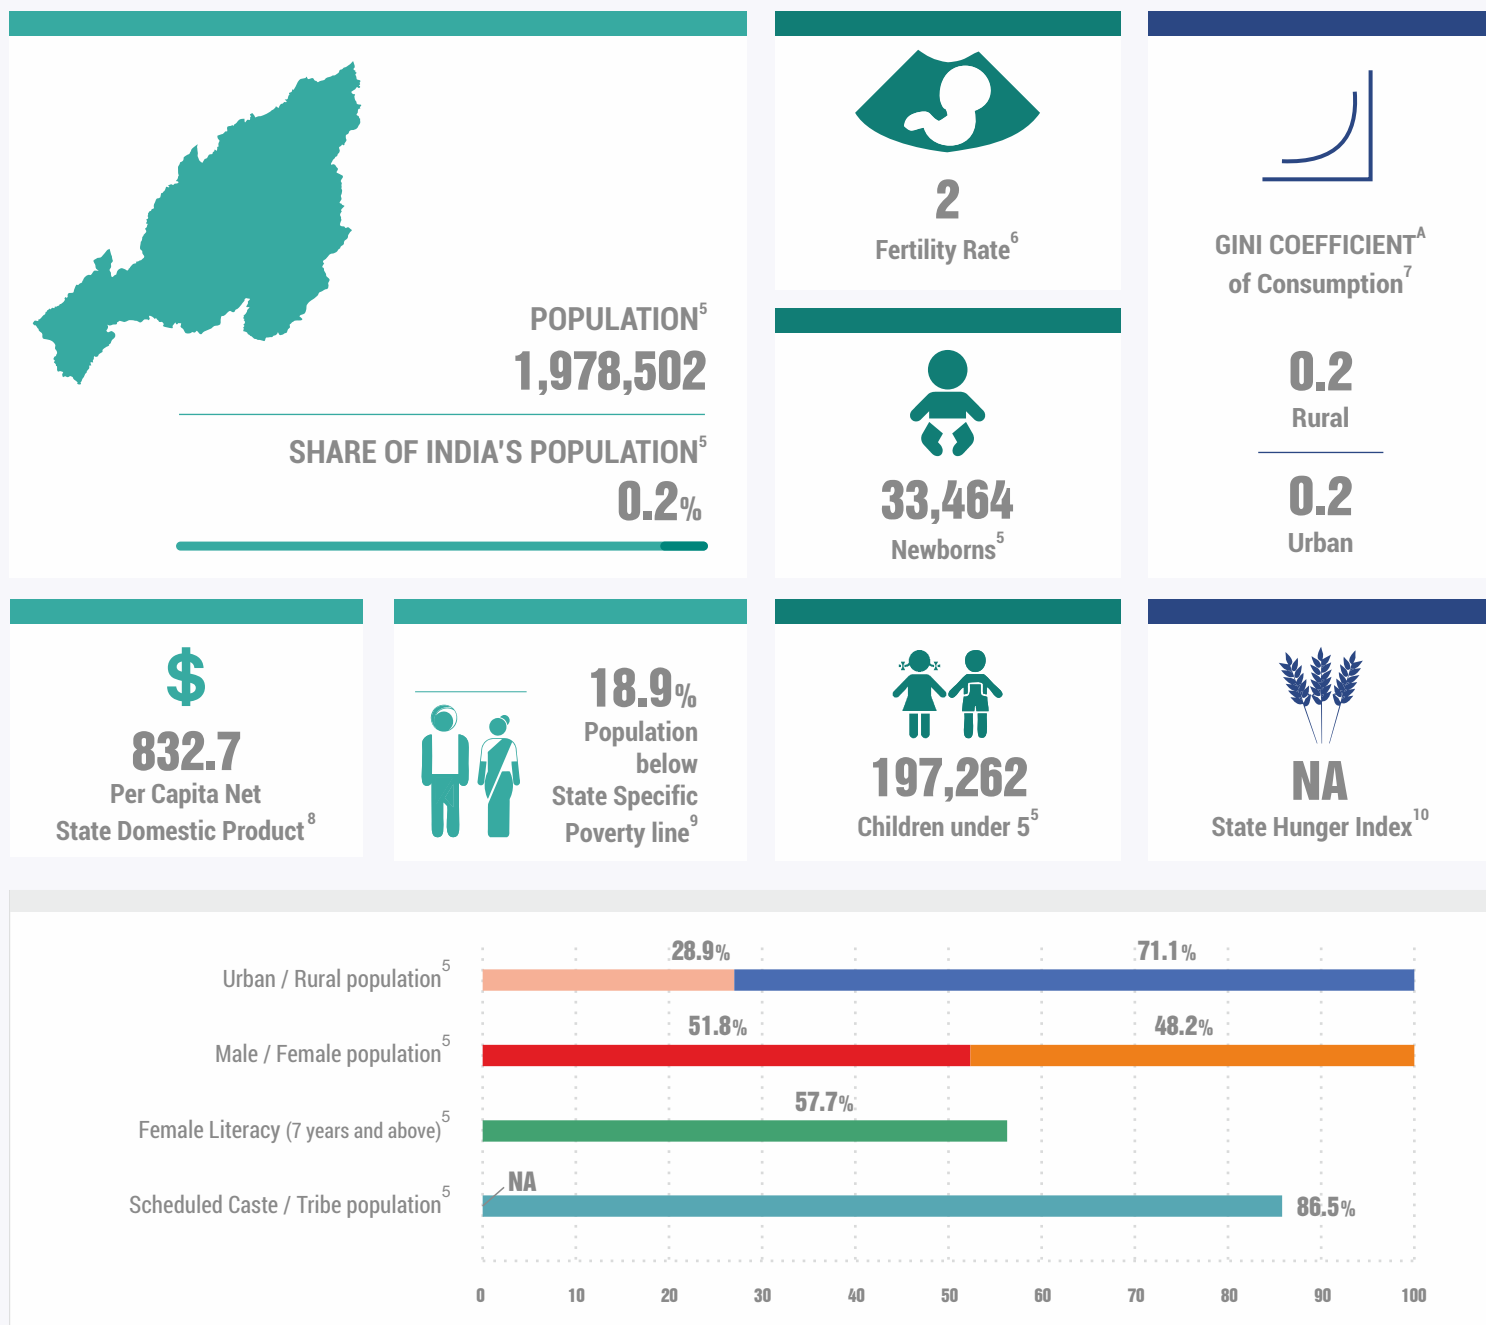 POPULATION5
1,978,502
SHARE OF INDIA'S POPULATION5
0.2%
2
Fertility Rate6
33,464
Newborns5
GINI COEFFICIENTA
of Consumption7
0.2
Rural
0.2
Urban
$
832.7
Per Capita Net
State Domestic Product8
18.9%
Population
below
State Specific
Poverty line9
197,262
Children under 55
NA
State Hunger Index10
28.9% 71.1%
Urban / Rural population5
51.8% 48.2%
Male / Female population5
57.7%
Female Literacy (7 years and above)5
NA
Scheduled Caste / Tribe population5 86.5%
0 10 20 30 40 50 60 70 80 90 100